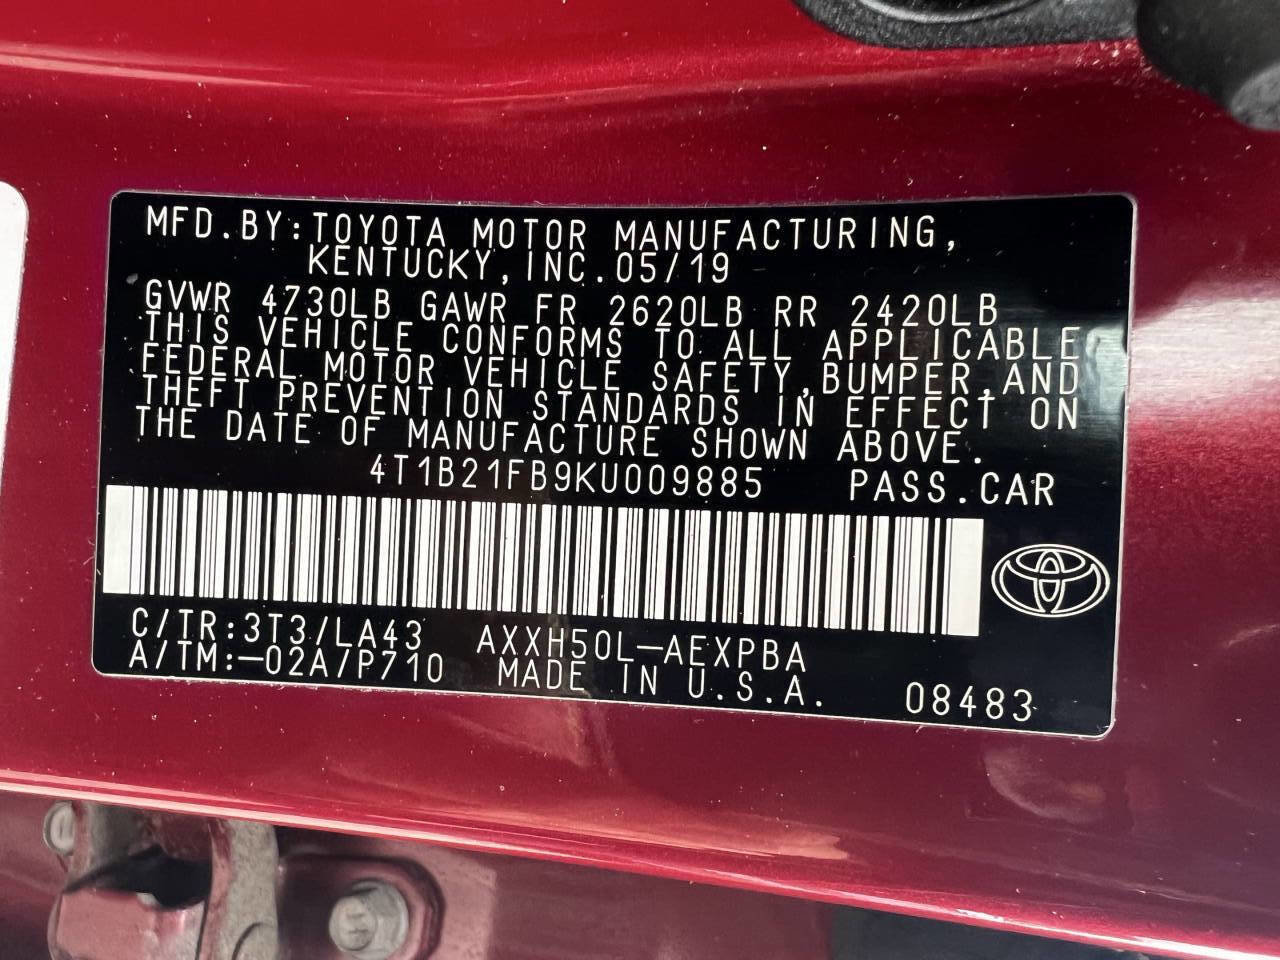 MFD.BY:TOYOTA MOTOR MANUFACTURING,
KENTUCKY,INC.05/19
GVWR 4730LB GAWR FR 2620LB RR 2420LB
THIS VEHICLE CONFORMS TO ALL APPLICABLE
FEDERAL MOTOR VEHICLE SAFETY,BUMPER,AND
THEFT PREVENTION STANDARDS IN EFFECT ON
THE DATE OF MANUFACTURE SHOWN ABOVE.
4T1B21FB9KU009885 PASS.CAR
C/TR:3T3/LA43 AXXH50L-AEXPBA
A/TM:-02A/P710 MADE IN U.S.A. 08483